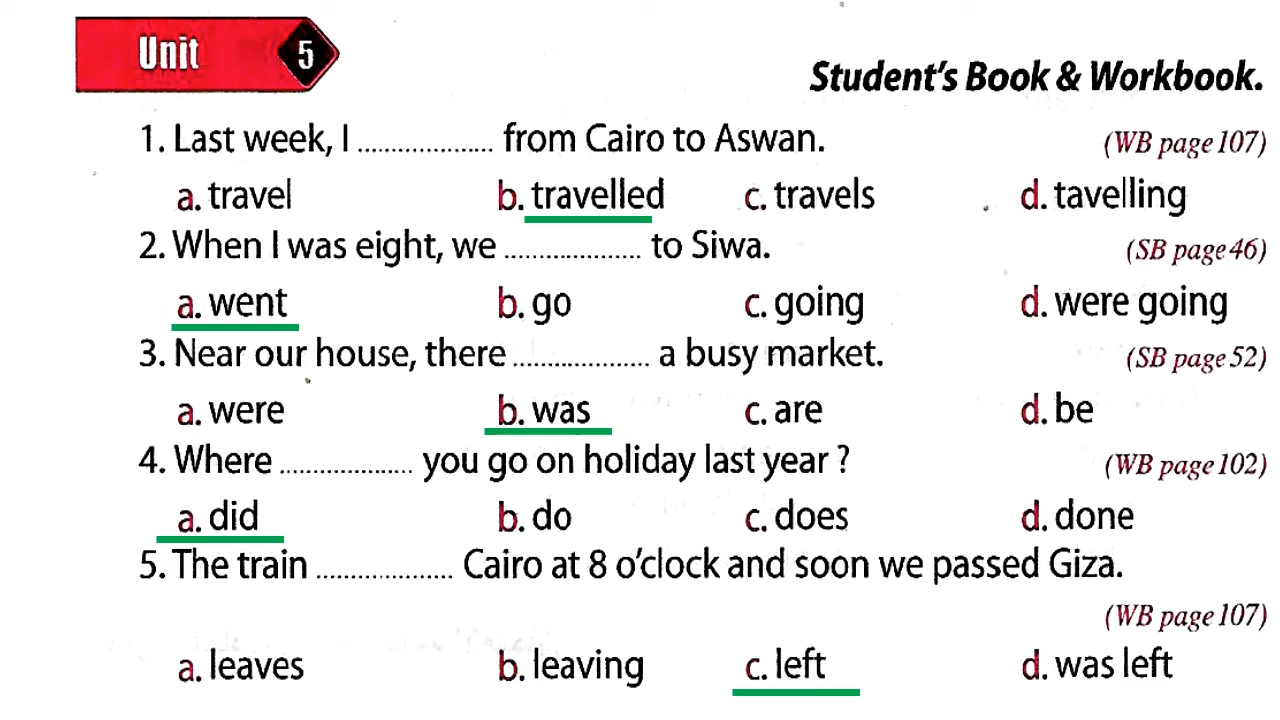 Unit 5
Student's Book & Workbook.
1. Last week, I .................... from Cairo to Aswan. (WB page 107)
a. travel b. travelled c. travels d. tavelling
2. When I was eight, we .................... to Siwa. (SB page 46)
a. went b. go c. going d. were going
3. Near our house, there .................... a busy market. (SB page 52)
a. were b. was c. are d. be
4. Where .................... you go on holiday last year ? (WB page 102)
a. did b. do c. does d. done
5. The train .................... Cairo at 8 o'clock and soon we passed Giza.
(WB page 107)
a. leaves b. leaving c. left d. was left